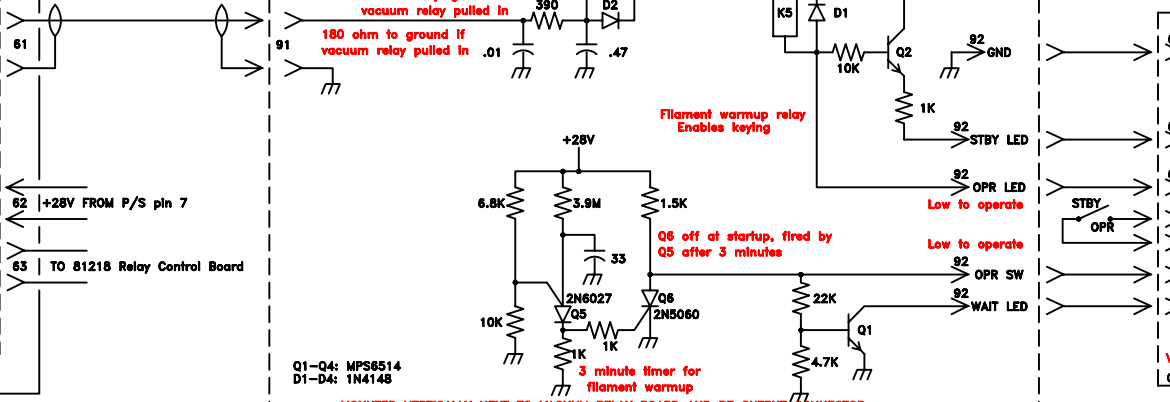 390
D2
K5
D1
vacuum relay pulled in
61
180 ohm to ground if
vacuum relay pulled in
91
.01
.47
10K
Q2
92
GND
1K
Filament warmup relay
Enables keying
92
STBY LED
+28V
92
OPR LED
Low to operate
62
+28V FROM P/S pin 7
6.8K
3.9M
1.5K
STBY
OPR
Q6 off at startup, fired by
Q5 after 3 minutes
Low to operate
63
TO 81218 Relay Control Board
33
92
OPR SW
2N6027
Q5
Q6
2N5060
22K
92
WAIT LED
10K
1K
Q1
1K
4.7K
Q1-Q4: MPS6514
D1-D4: 1N4148
3 minute timer for
filament warmup